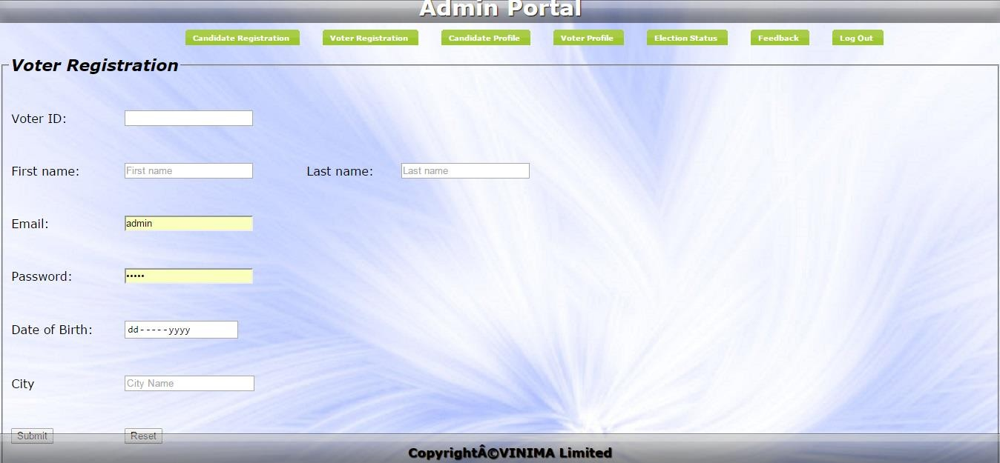 Admin Portal
Candidate Registration Voter Registration Candidate Profile Voter Profile Election Status Feedback Log Out
Voter Registration
Voter ID:
First name: First name Last name: Last name
Email: admin
Password: •••••
Date of Birth: dd-----yyyy
City City Name
Submit Reset
CopyrightÂ©VINIMA Limited